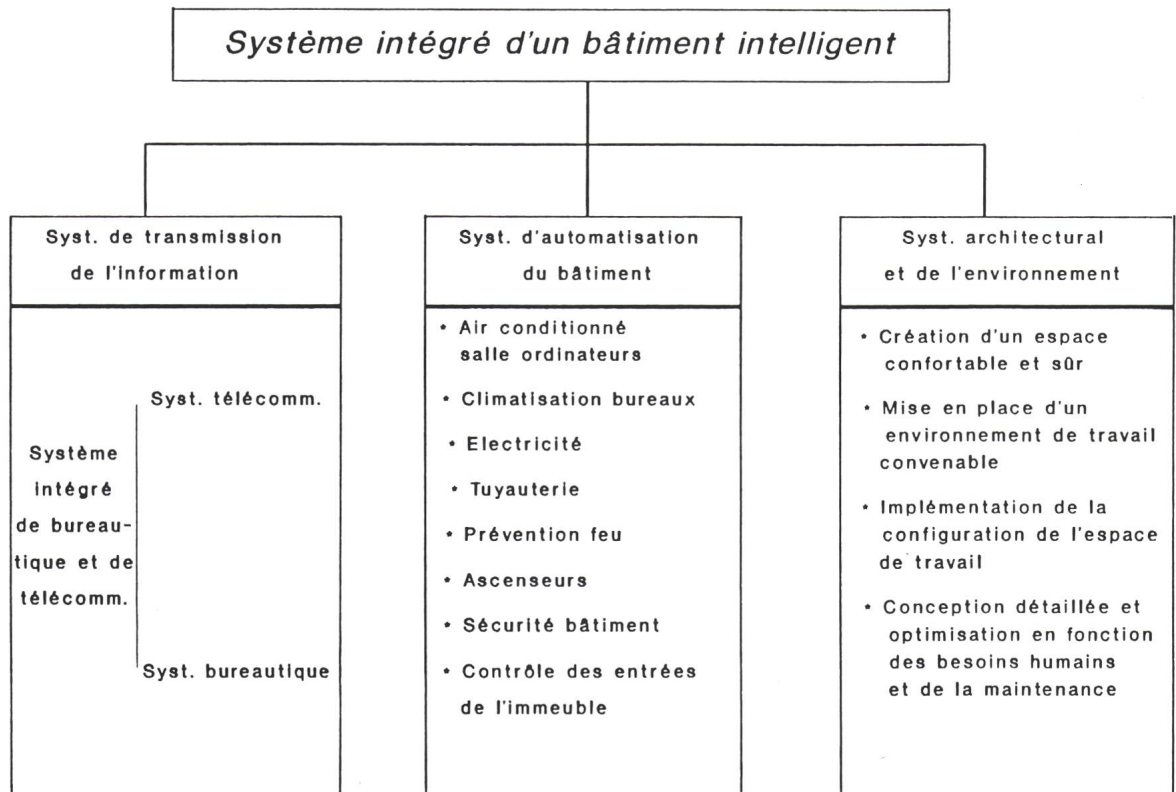 Système intégré d'un bâtiment intelligent
Syst. de transmission
de l'information
Système
intégré
de bureau-
tique et de
télécomm.
Syst. télécomm.
Syst. bureautique
Syst. d'automatisation
du bâtiment
* Air conditionné
salle ordinateurs
* Climatisation bureaux
* Electricité
* Tuyauterie
* Prévention feu
* Ascenseurs
* Sécurité bâtiment
* Contrôle des entrées
de l'immeuble
Syst. architectural
et de l'environnement
* Création d'un espace
confortable et sûr
* Mise en place d'un
environnement de travail
convenable
* Implémentation de la
configuration de l'espace
de travail
* Conception détaillée et
optimisation en fonction
des besoins humains
et de la maintenance